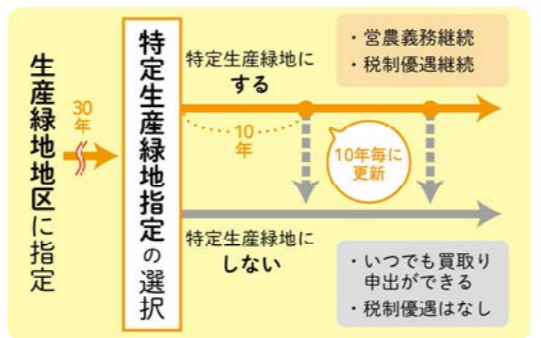 生産緑地地区に指定
30年
特定生産緑地指定の選択
特定生産緑地に
する
・営農義務継続
・税制優遇継続
10年
10年毎に
更新
特定生産緑地に
しない
・いつでも買取り
申出ができる
・税制優遇はなし